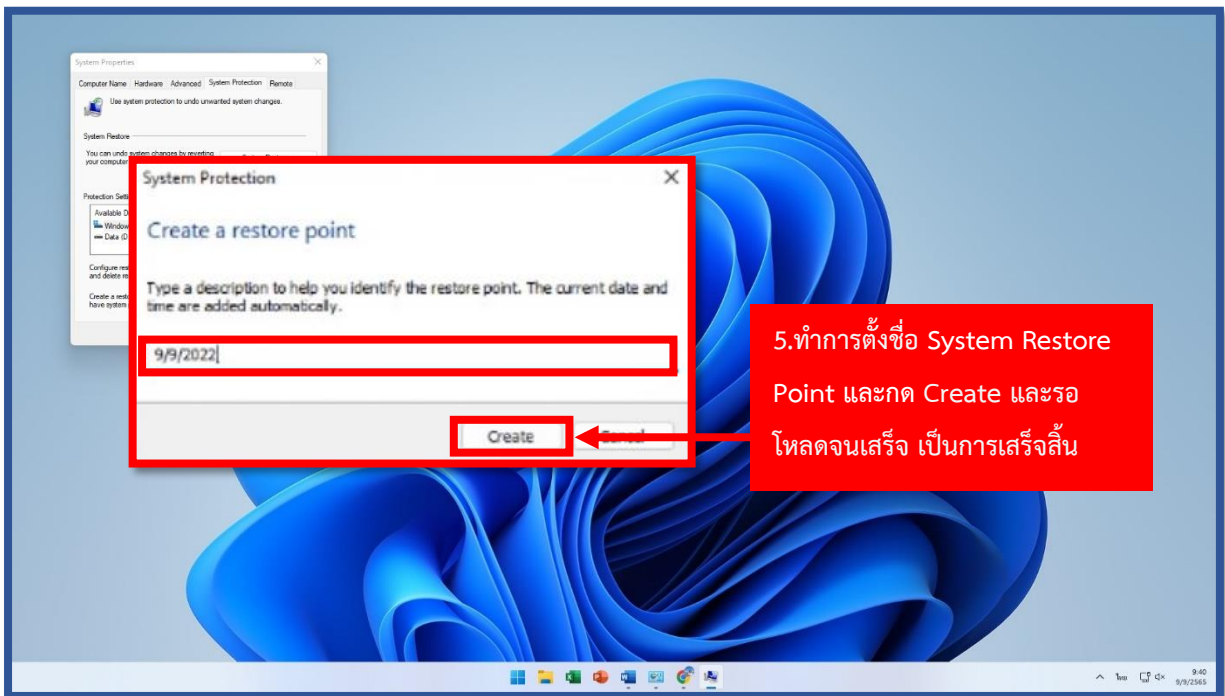 System Properties
Computer Name Hardware Advanced System Protection Remote
Use system protection to undo unwanted system changes.
System Restore
You can undo system changes by reverting
your computer
Protection
Available
Window
Data (D
Configure
and delete
Create a
have system
System Protection
Create a restore point
Type a description to help you identify the restore point. The current date and
time are added automatically.
9/9/2022
Create Cancel
5.ทำการตั้งชื่อ System Restore
Point และกด Create และรอ
โหลดจนเสร็จ เป็นการเสร็จสิ้น
ไทย
9:40
9/9/2565